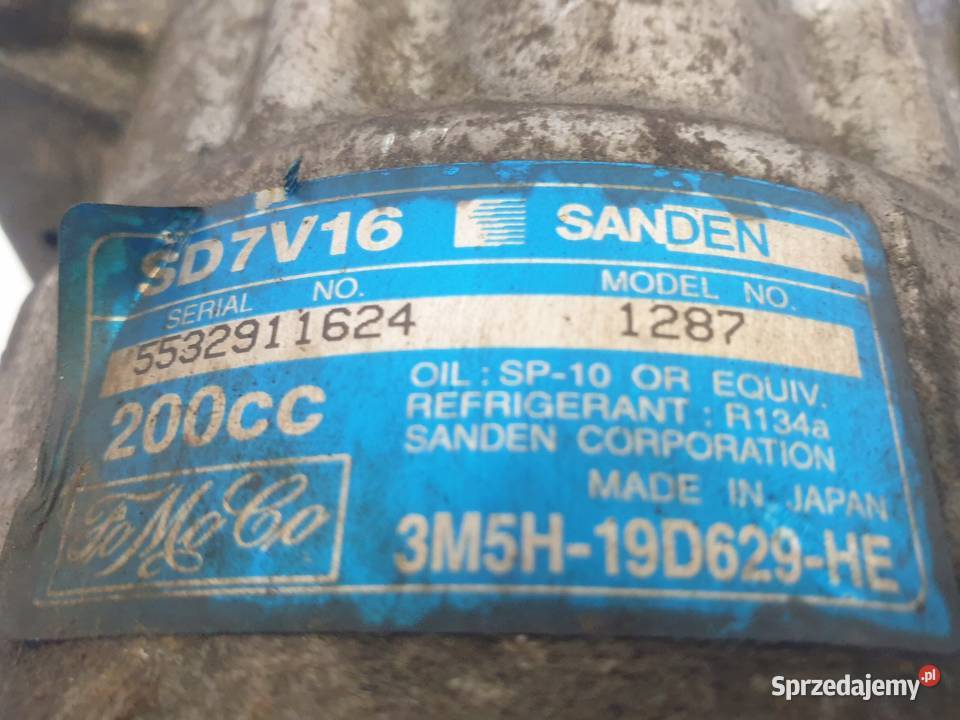 SD7V16 SANDEN
SERIAL NO. MODEL NO.
5532911624 1287
200CC
OIL : SP-10 OR EQUIV.
REFRIGERANT : R134a
SANDEN CORPORATION
MADE IN JAPAN
FoMoCo
3M5H-19D629-HE
Sprzedajemy.pl